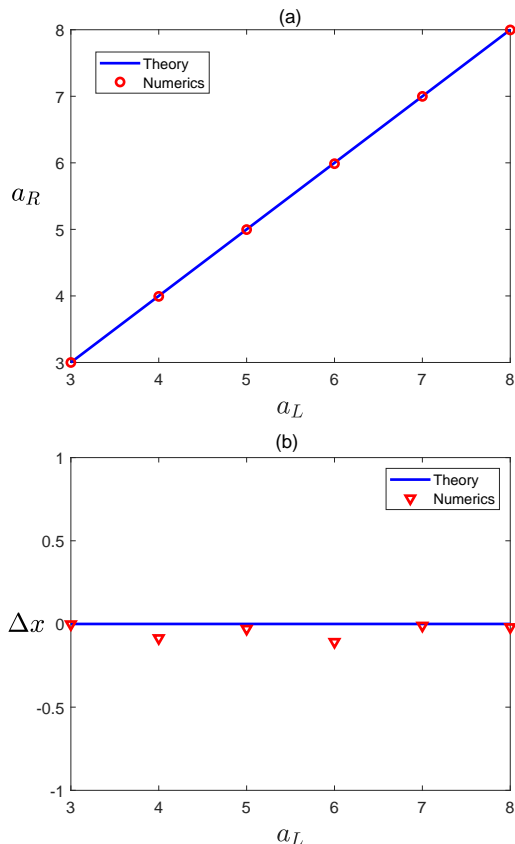 (a)
8
7
6
5
4
3
Theory
Numerics
a_R
3 4 5 6 7 8
a_L
(b)
1
0.5
0
-0.5
-1
Theory
Numerics
Δx
3 4 5 6 7 8
a_L